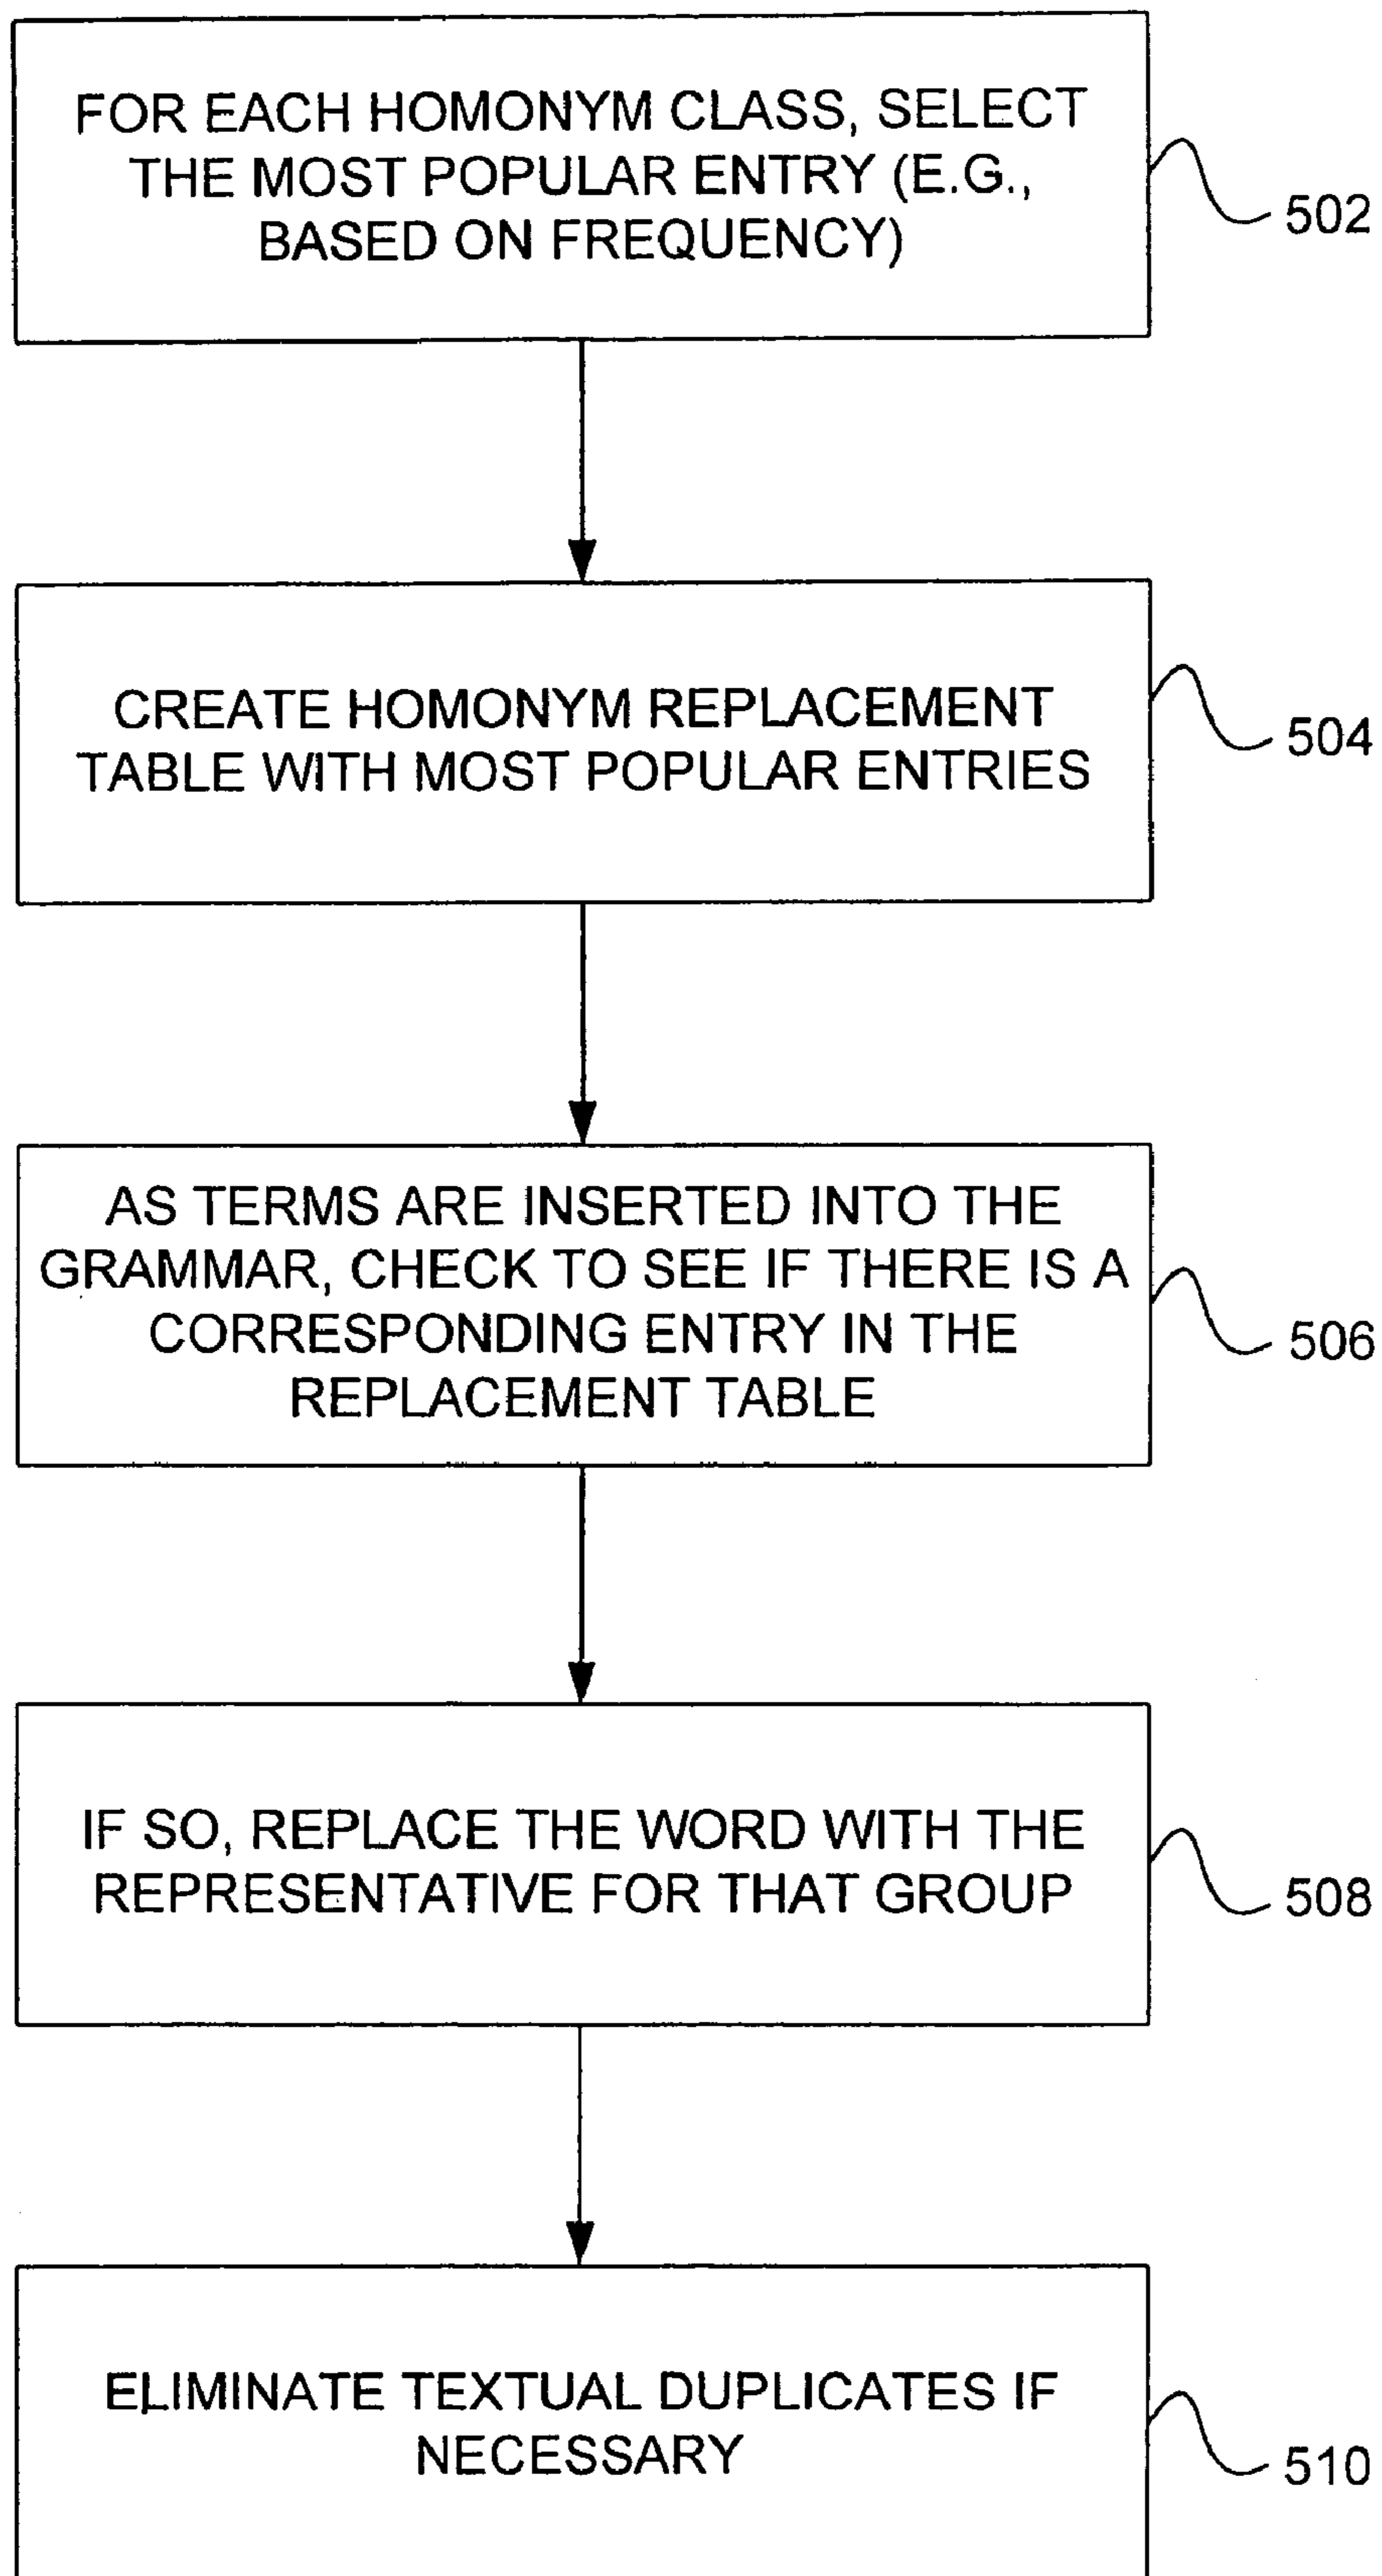 FOR EACH HOMONYM CLASS, SELECT
THE MOST POPULAR ENTRY (E.G.,
BASED ON FREQUENCY)
502
CREATE HOMONYM REPLACEMENT
TABLE WITH MOST POPULAR ENTRIES
504
AS TERMS ARE INSERTED INTO THE
GRAMMAR, CHECK TO SEE IF THERE IS A
CORRESPONDING ENTRY IN THE
REPLACEMENT TABLE
506
IF SO, REPLACE THE WORD WITH THE
REPRESENTATIVE FOR THAT GROUP
508
ELIMINATE TEXTUAL DUPLICATES IF
NECESSARY
510